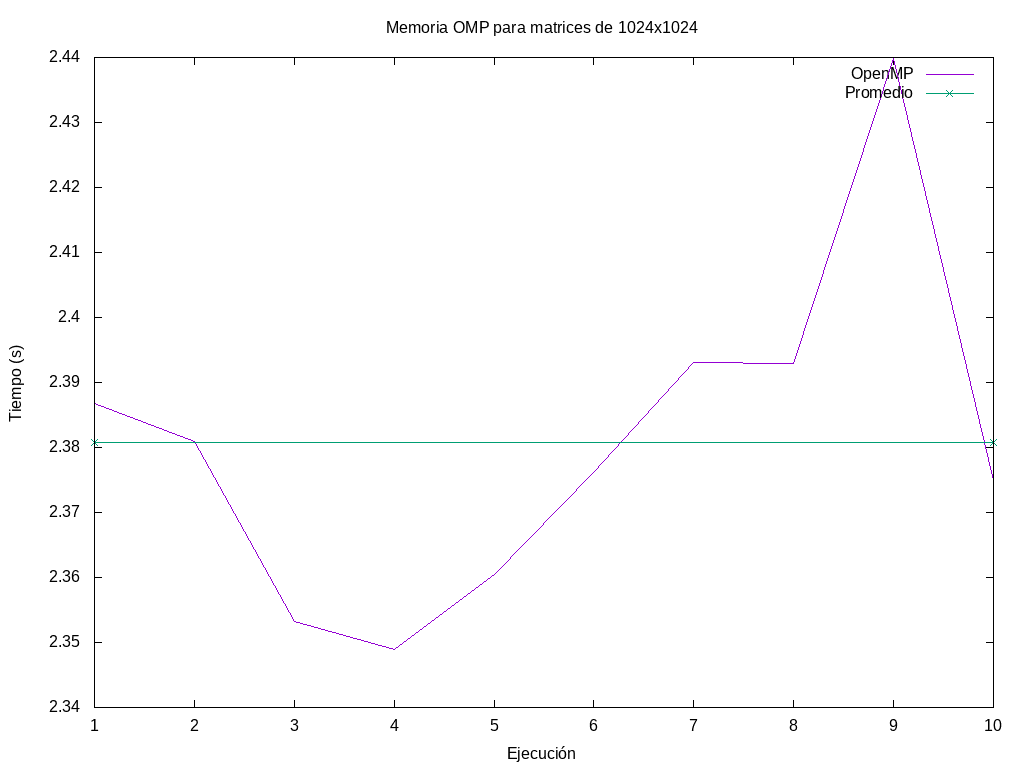 Memoria OMP para matrices de 1024x1024
OpenMP
Promedio
2.44
2.43
2.42
2.41
2.4
2.39
2.38
2.37
2.36
2.35
2.34
Tiempo (s)
1 2 3 4 5 6 7 8 9 10
Ejecución